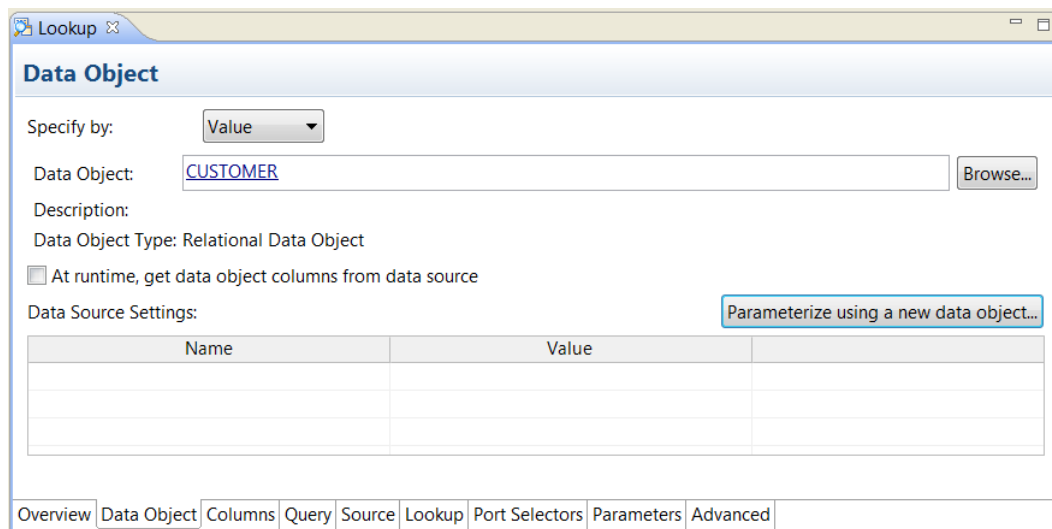 Lookup
Data Object
Specify by: Value
Data Object: CUSTOMER Browse...
Description:
Data Object Type: Relational Data Object
At runtime, get data object columns from data source
Data Source Settings: Parameterize using a new data object...
Name Value
Overview Data Object Columns Query Source Lookup Port Selectors Parameters Advanced